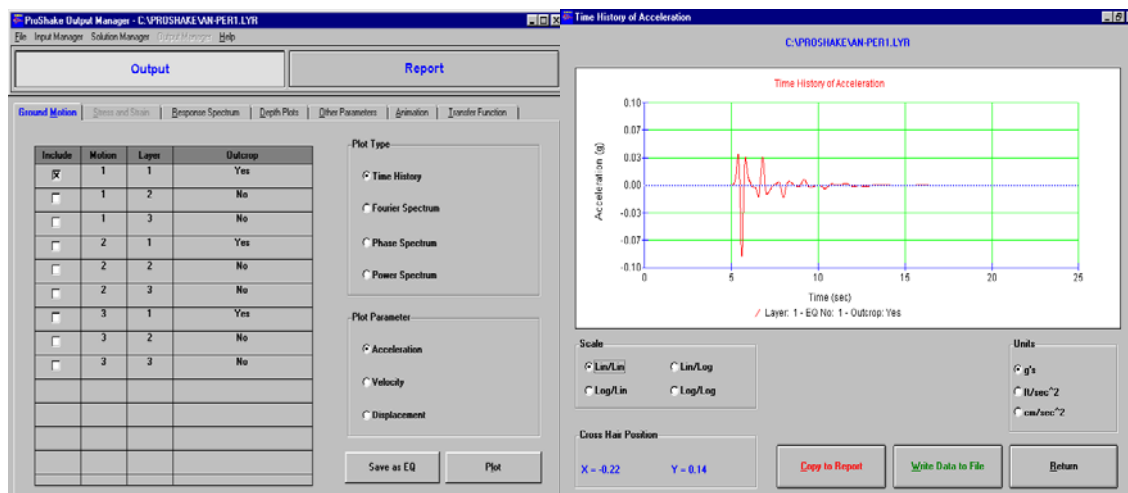 ProShake Output Manager - C:\PROSHAKE\AN-PER1.LYR
File Input Manager Solution Manager Output Manager Help
Output Report
Ground Motion Stress and Strain Response Spectrum Depth Plots Other Parameters Animation Transfer Function
Include Motion Layer Outcrop
1 1 Yes
1 2 No
1 3 No
2 1 Yes
2 2 No
2 3 No
3 1 Yes
3 2 No
3 3 No
Plot Type
Time History
Fourier Spectrum
Phase Spectrum
Power Spectrum
Plot Parameter
Acceleration
Velocity
Displacement
Save as EQ Plot
Time History of Acceleration
C:\PROSHAKE\AN-PER1.LYR
Time History of Acceleration
Acceleration (g)
0.10
0.07
0.03
0.00
-0.03
-0.07
-0.10
0 5 10 15 20 25
Time (sec)
/ Layer: 1 - EQ No: 1 - Outcrop: Yes
Scale
Lin/Lin Lin/Log
Log/Lin Log/Log
Units
g's
ft/sec^2
cm/sec^2
Cross Hair Position
X = -0.22 Y = 0.14
Copy to Report Write Data to File Return